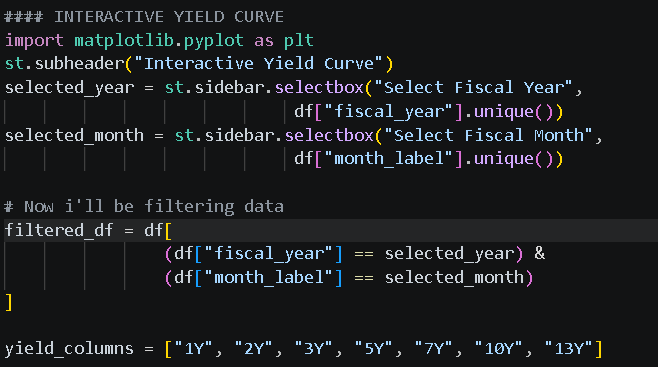 #### INTERACTIVE YIELD CURVE
import matplotlib.pyplot as plt
st.subheader("Interactive Yield Curve")
selected_year = st.sidebar.selectbox("Select Fiscal Year",
df["fiscal_year"].unique())
selected_month = st.sidebar.selectbox("Select Fiscal Month",
df["month_label"].unique())
# Now i'll be filtering data
filtered_df = df[
(df["fiscal_year"] == selected_year) &
(df["month_label"] == selected_month)
]
yield_columns = ["1Y", "2Y", "3Y", "5Y", "7Y", "10Y", "13Y"]